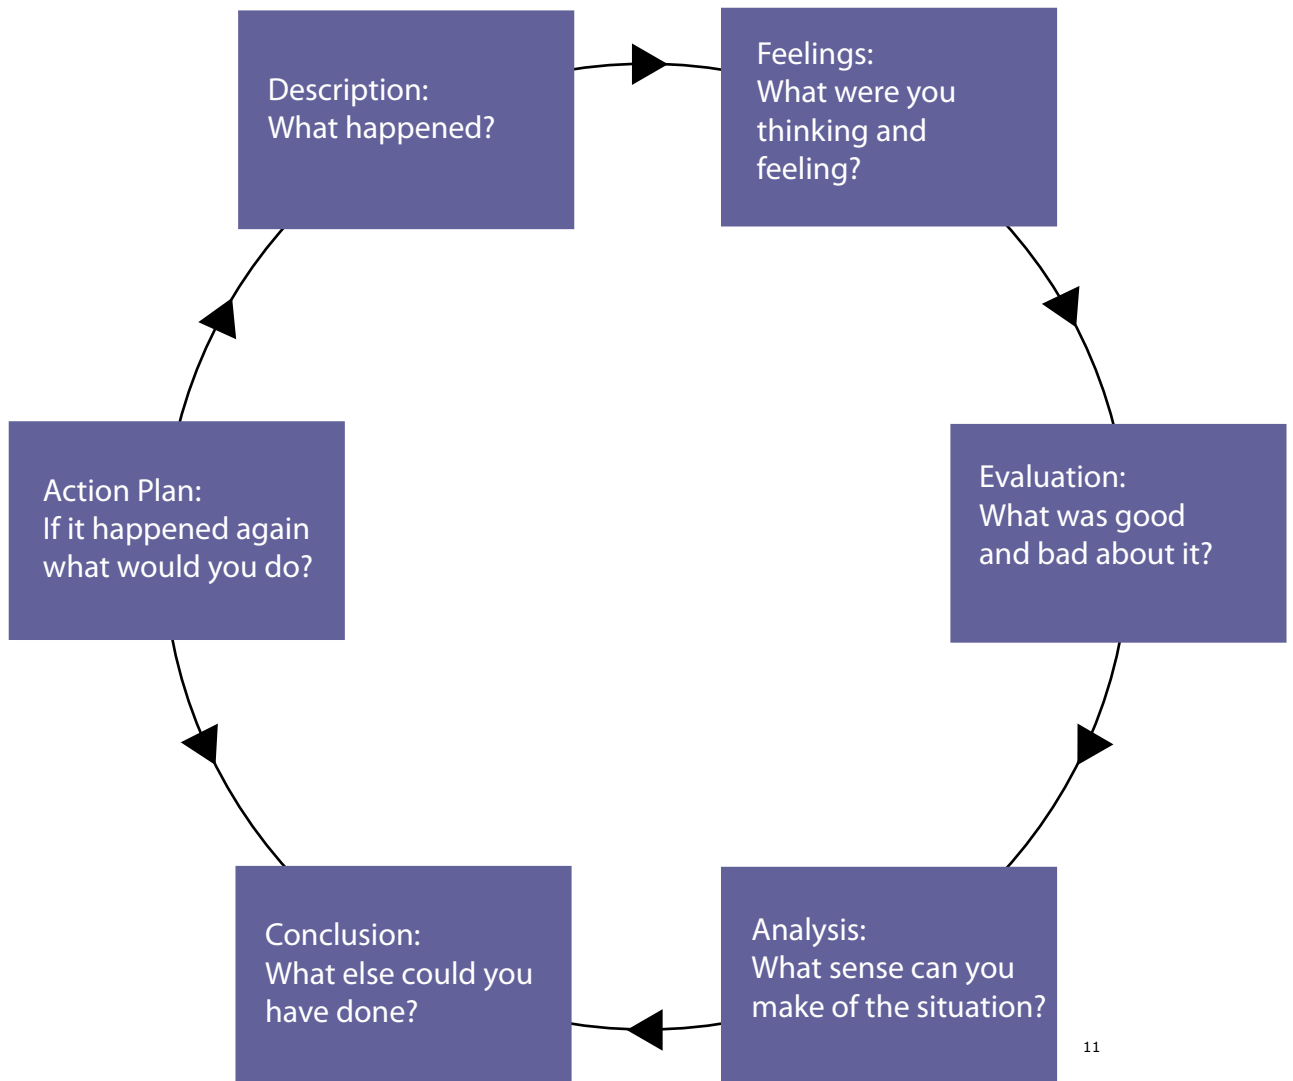 Description:
What happened?
Feelings:
What were you
thinking and
feeling?
Evaluation:
What was good
and bad about it?
Analysis:
What sense can you
make of the situation?
Conclusion:
What else could you
have done?
Action Plan:
If it happened again
what would you do?
11